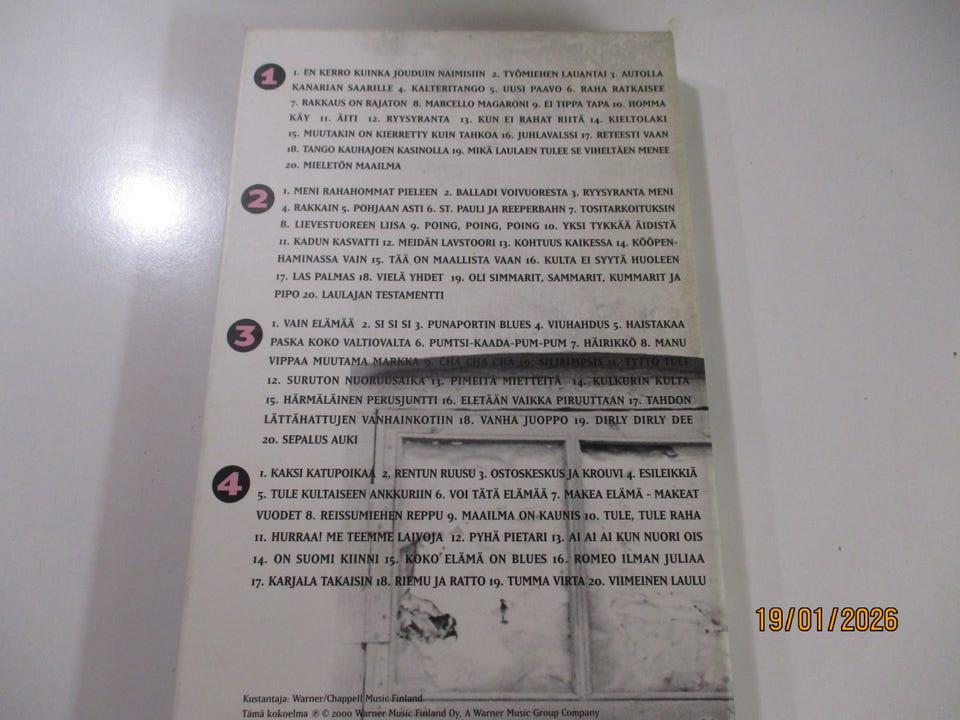 1
1. EN KERRO KUINKA JOUDUIN NAIMISIIN 2. TYÖMIEHEN LAUANTAI 3. AUTOLLA
KANARIAN SAARILLE 4. KALTERITANGO 5. UUSI PAAVO 6. RAHA RATKAISEE
7. RAKKAUS ON RAJATON 8. MARCELLO MAGARONI 9. EI TIPPA TAPA 10. HOMMA
KÄY 11. ÄITI 12. RYYSYRANTA 13. KUN EI RAHAT RIITÄ 14. KIELTOLAKI
15. MUUTAKIN ON KIERRETTY KUIN TAHKOA 16. JUHLAVALSSI 17. RETEESTI VAAN
18. TANGO KAUHAJOEN KASINOLLA 19. MIKÄ LAULAEN TULEE SE VIHELTÄEN MENEE
20. MIELETÖN MAAILMA
2
1. MENI RAHAHOMMAT PIELEEN 2. BALLADI VOIVUORESTA 3. RYYSYRANTA MENI
4. RAKKAIN 5. POHJAAN ASTI 6. ST. PAULI JA REEPERBAHN 7. TOSITARKOITUKSIN
8. LIEVESTUOREEN LIISA 9. POING, POING, POING 10. YKSI TYKKÄÄ ÄIDISTÄ
11. KADUN KASVATTI 12. MEIDÄN LAVSTOORI 13. KOHTUUS KAIKESSA 14. KÖÖPEN-
HAMINASSA VAIN 15. TÄÄ ON MAALLISTA VAAN 16. KULTA EI SYYTÄ HUOLEEN
17. LAS PALMAS 18. VIELÄ YHDET 19. OLI SIMMARIT, SAMMARIT, KUMMARIT JA
PIPO 20. LAULAJAN TESTAMENTTI
3
1. VAIN ELÄMÄÄ 2. SI SI SI 3. PUNAPORTIN BLUES 4. VIUHAHDUS 5. HAISTAKAA
PASKA KOKO VALTIOVALTA 6. PUMTSI-KAADA-PUM-PUM 7. HÄIRIKKÖ 8. MANU
VIPPAA MUUTAMA MARKKA 9. CHA CHA CHA 10. SILIRIMPSIS 11. TYTTÖ TULI
12. SURUTON NUORUUSAIKA 13. PIMEITÄ MIETTEITÄ 14. KULKURIN KULTA
15. HÄRMÄLÄINEN PERUSJUNTTI 16. ELETÄÄN VAIKKA PIRUUTTAAN 17. TAHDON
LÄTTÄHATTUJEN VANHAINKOTIIN 18. VANHA JUOPPO 19. DIRLY DIRLY DEE
20. SEPALUS AUKI
4
1. KAKSI KATUPOIKAA 2. RENTUN RUUSU 3. OSTOSKESKUS JA KROUVI 4. ESILEIKKIÄ
5. TULE KULTAISEEN ANKKURIIN 6. VOI TÄTÄ ELÄMÄÄ 7. MAKEA ELÄMÄ - MAKEAT
VUODET 8. REISSUMIEHEN REPPU 9. MAAILMA ON KAUNIS 10. TULE, TULE RAHA
11. HURRAA! ME TEEMME LAIVOJA 12. PYHÄ PIETARI 13. AI AI AI KUN NUORI OIS
14. ON SUOMI KIINNI 15. KOKO ELÄMÄ ON BLUES 16. ROMEO ILMAN JULIAA
17. KARJALA TAKAISIN 18. RIEMU JA RATTO 19. TUMMA VIRTA 20. VIIMEINEN LAULU
19/01/2026
Kustantaja: Warner/Chappell Music Finland
Tämä kokoelma ℗ © 2000 Warner Music Finland Oy, A Warner Music Group Company